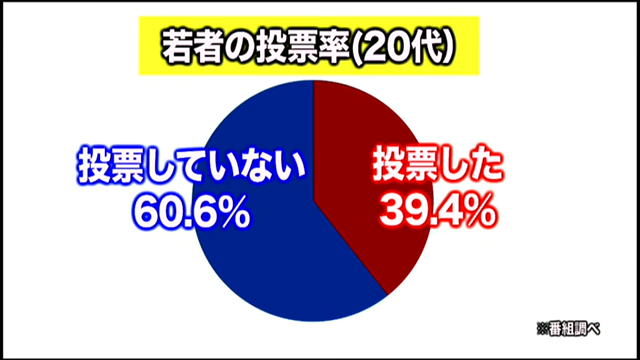 若者の投票率(20代)
投票していない
60.6%
投票した
39.4%
※番組調べ